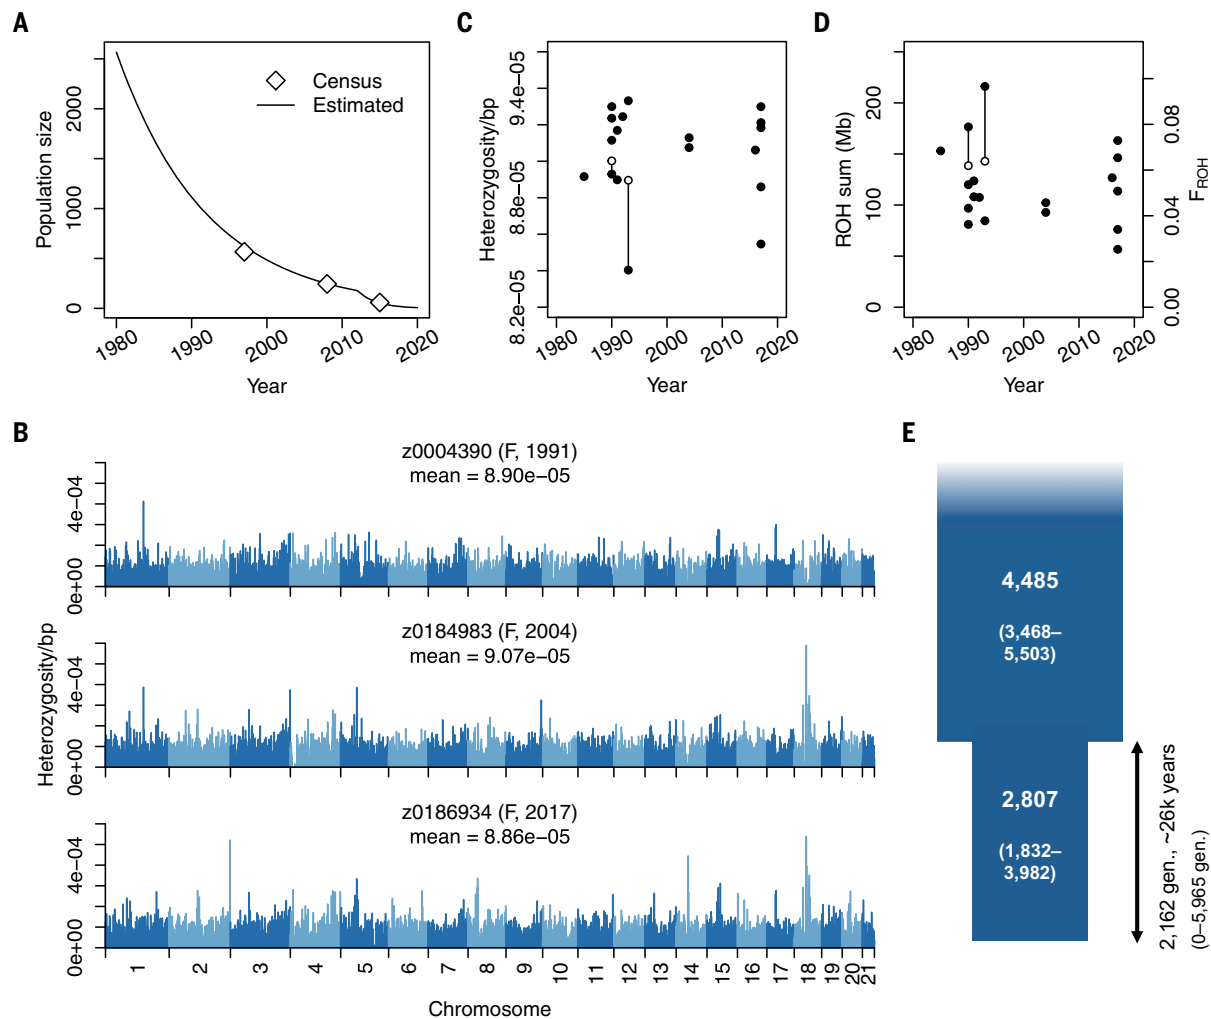 A
Population size
0
1000
2000
Census
Estimated
1980
1990
2000
2010
2020
Year
C
Heterozygosity/bp
8.2e−05
8.8e−05
9.4e−05
1980
1990
2000
2010
2020
Year
D
ROH sum (Mb)
0
100
200
0.00
0.04
0.08
F_ROH
1980
1990
2000
2010
2020
Year
B
Heterozygosity/bp
z0004390 (F, 1991)
mean = 8.90e−05
4e−04
0e+00
z0184983 (F, 2004)
mean = 9.07e−05
4e−04
0e+00
z0186934 (F, 2017)
mean = 8.86e−05
4e−04
0e+00
1
2
3
4
5
6
7
8
9
10
11
12
13
14
15
16
17
18
19
20
21
Chromosome
E
4,485
(3,468–
5,503)
2,807
(1,832–
3,982)
2,162 gen., ~26k years
(0–5,965 gen.)